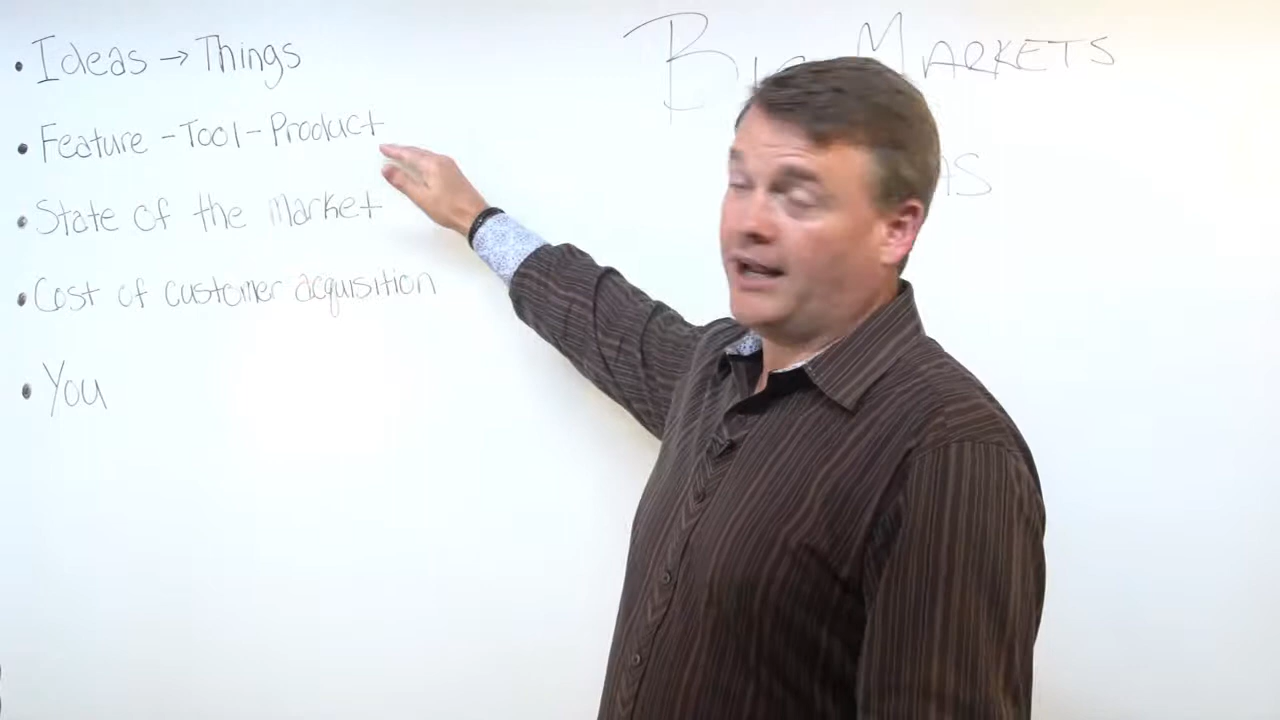 • Ideas → Things
• Feature - Tool - Product
• State of the Market
• Cost of customer acquisition
• You
Markets